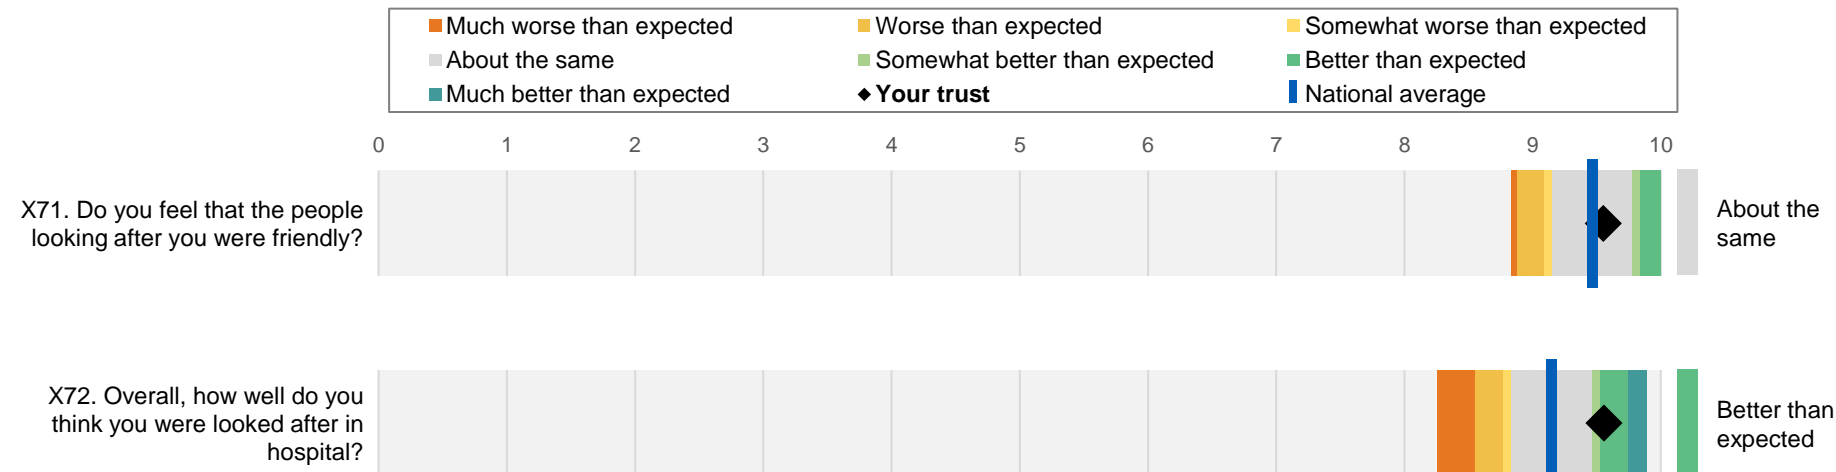 Much worse than expected
Worse than expected
Somewhat worse than expected
About the same
Somewhat better than expected
Better than expected
Much better than expected
Your trust
National average
0 1 2 3 4 5 6 7 8 9 10
X71. Do you feel that the people
looking after you were friendly?
About the
same
X72. Overall, how well do you
think you were looked after in
hospital?
Better than
expected